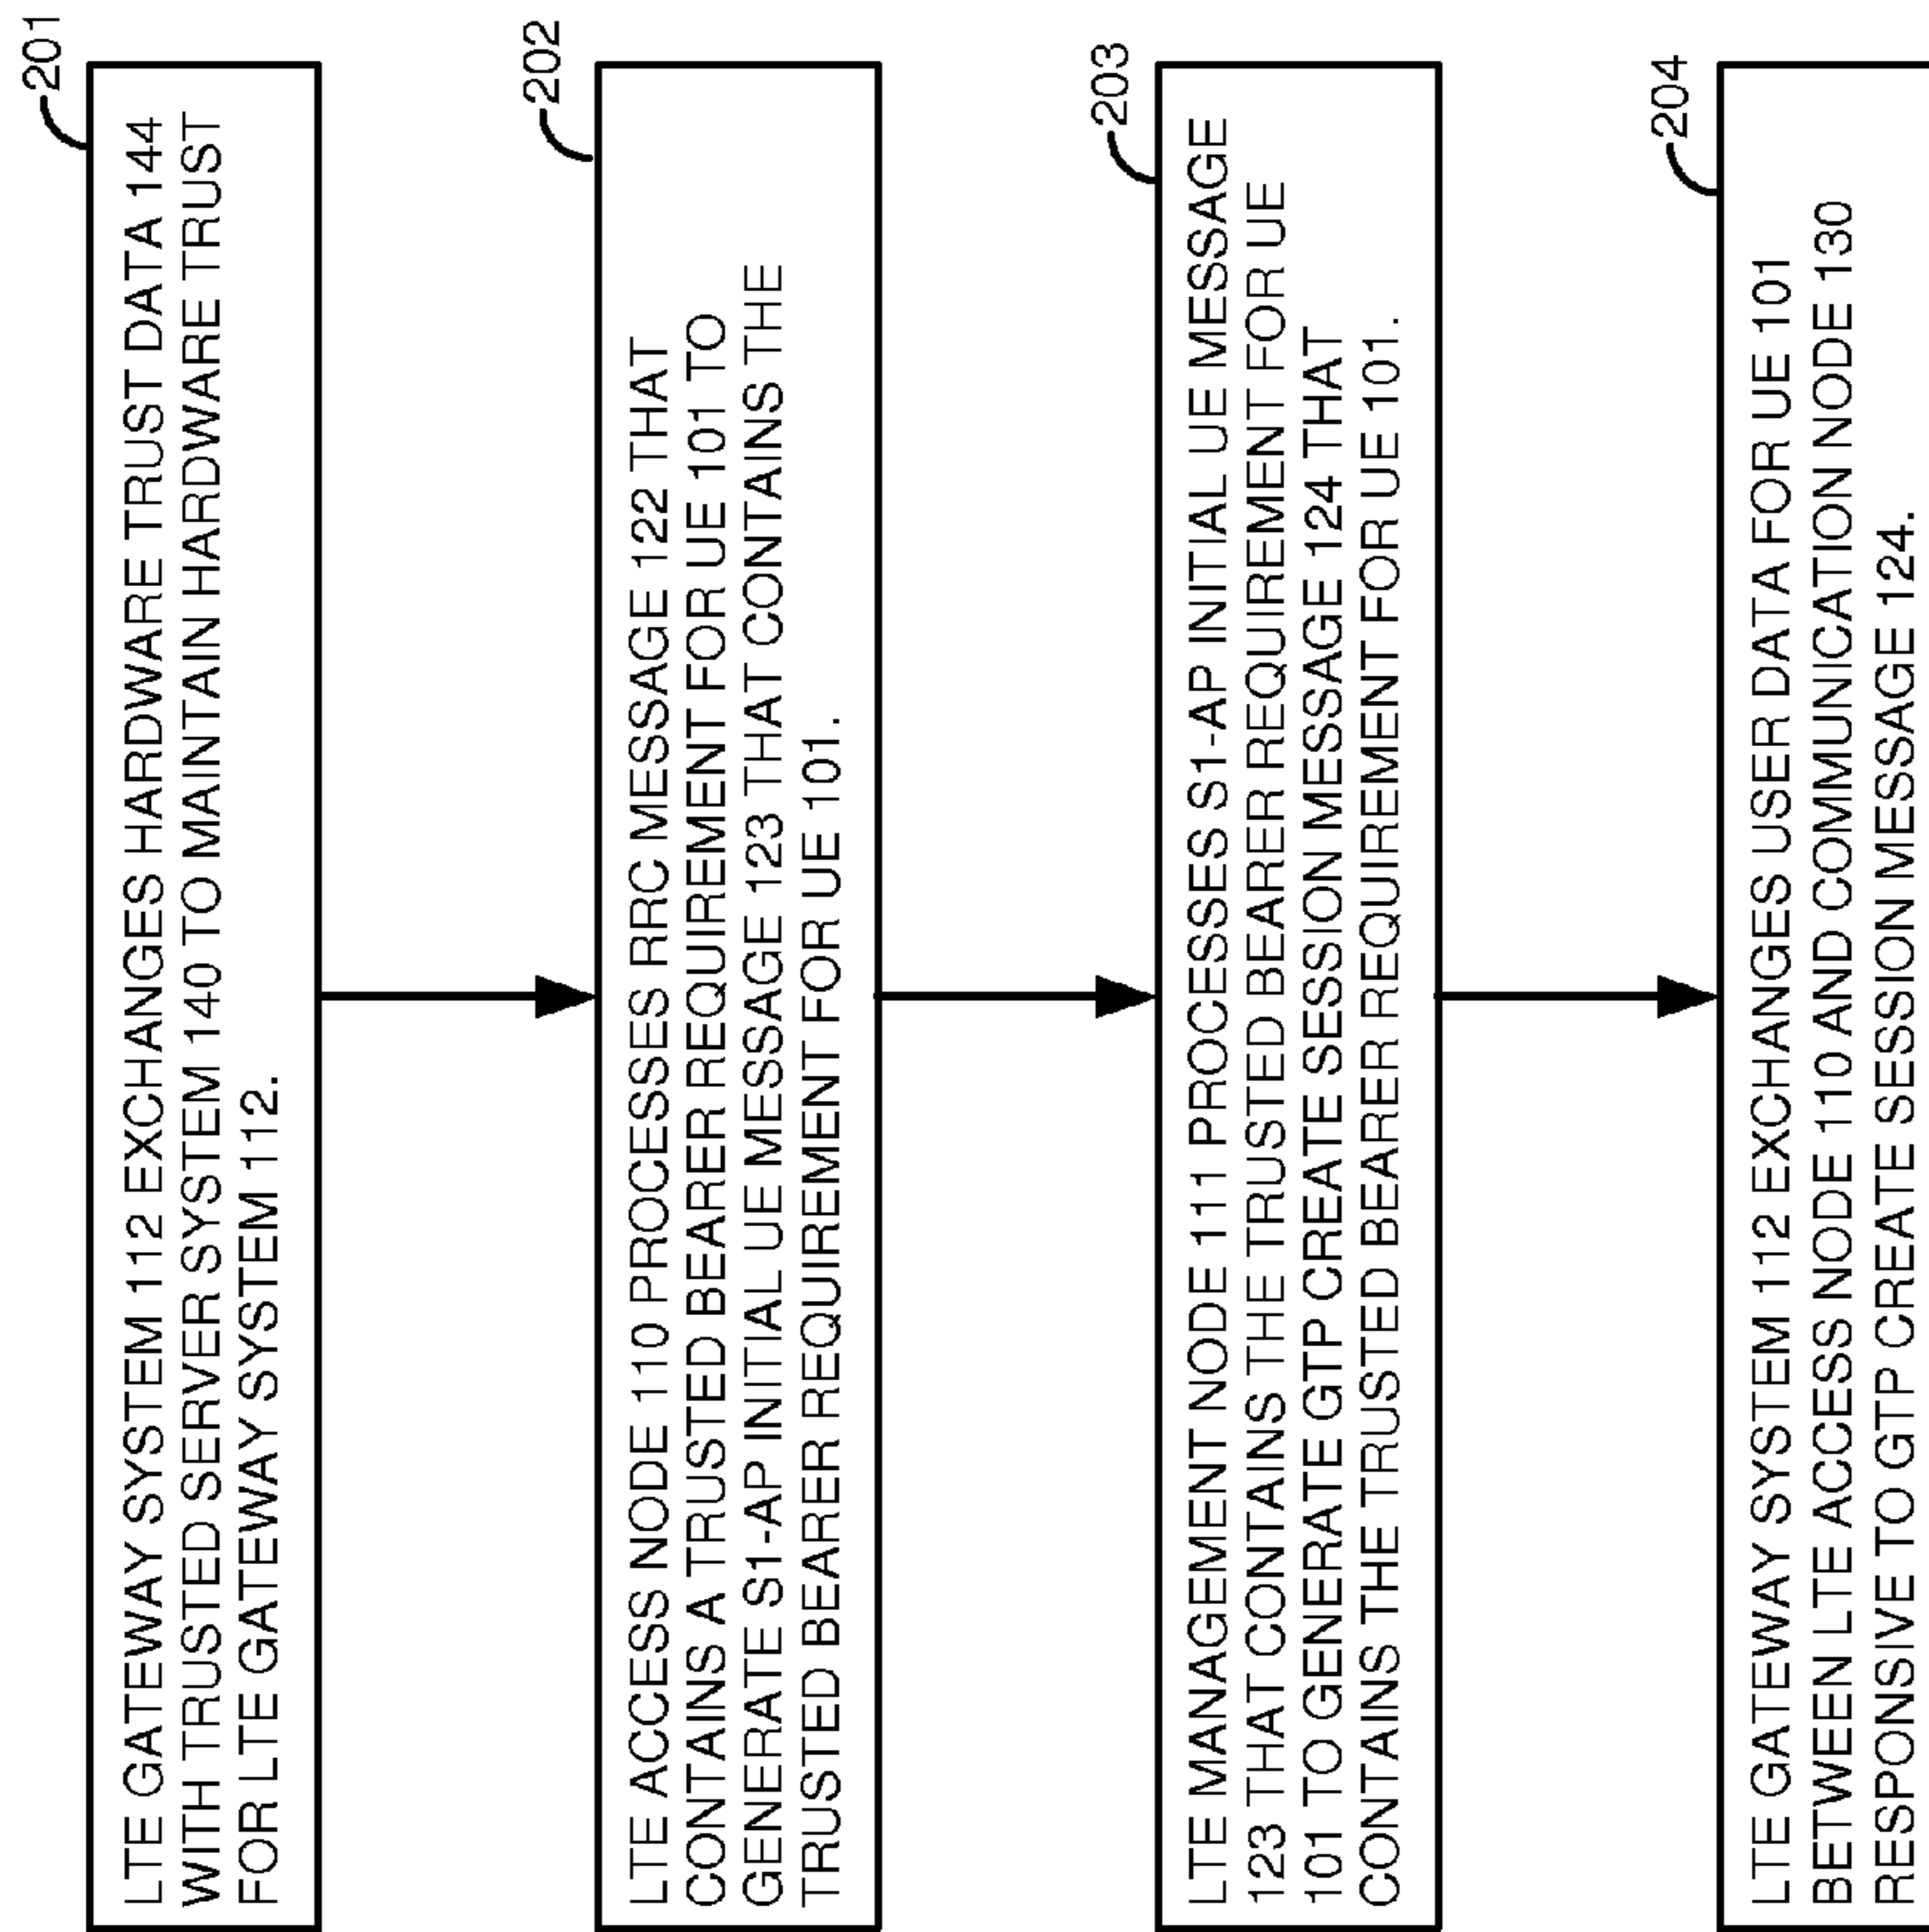 201
LTE GATEWAY SYSTEM 112 EXCHANGES HARDWARE TRUST DATA 144
WITH TRUSTED SERVER SYSTEM 140 TO MAINTAIN HARDWARE TRUST
FOR LTE GATEWAY SYSTEM 112.
202
LTE ACCESS NODE 110 PROCESSES RRC MESSAGE 122 THAT
CONTAINS A TRUSTED BEARER REQUIREMENT FOR UE 101 TO
GENERATE S1-AP INITIAL UE MESSAGE 123 THAT CONTAINS THE
TRUSTED BEARER REQUIREMENT FOR UE 101.
203
LTE MANAGEMENT NODE 111 PROCESSES S1-AP INITIAL UE MESSAGE
123 THAT CONTAINS THE TRUSTED BEARER REQUIREMENT FOR UE
101 TO GENERATE GTP CREATE SESSION MESSAGE 124 THAT
CONTAINS THE TRUSTED BEARER REQUIREMENT FOR UE 101.
204
LTE GATEWAY SYSTEM 112 EXCHANGES USER DATA FOR UE 101
BETWEEN LTE ACCESS NODE 110 AND COMMUNICATION NODE 130
RESPONSIVE TO GTP CREATE SESSION MESSAGE 124.